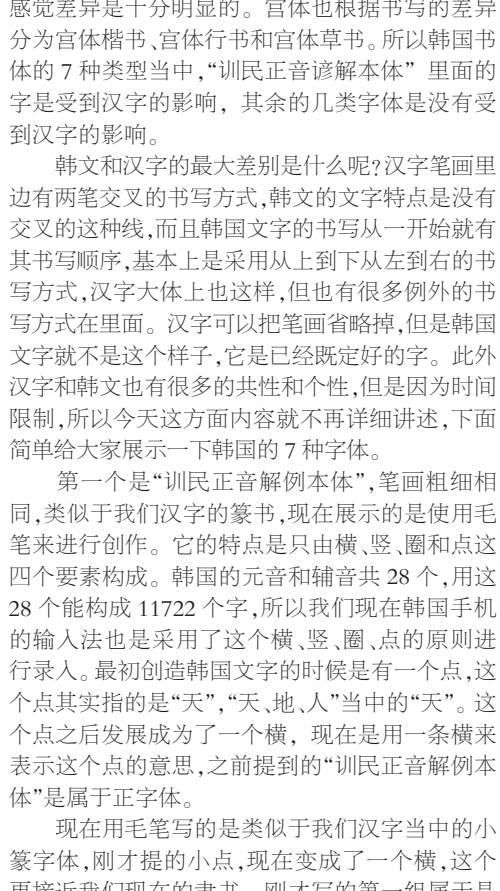 感觉差异是十分明显的。宫体也根据书写的差异
分为宫体楷书、宫体行书和宫体草书。所以韩国书
体的 7 种类型当中,“训民正音谚解本体” 里面的
字是受到汉字的影响, 其余的几类字体是没有受
到汉字的影响。
韩文和汉字的最大差别是什么呢?汉字笔画里
边有两笔交叉的书写方式,韩文的文字特点是没有
交叉的这种线,而且韩国文字的书写从一开始就有
其书写顺序,基本上是采用从上到下从左到右的书
写方式,汉字大体上也这样,但也有很多例外的书
写方式在里面。汉字可以把笔画省略掉,但是韩国
文字就不是这个样子,它是已经既定好的字。此外
汉字和韩文也有很多的共性和个性,但是因为时间
限制,所以今天这方面内容就不再详细讲述,下面
简单给大家展示一下韩国的 7 种字体。
第一个是“训民正音解例本体”,笔画粗细相
同,类似于我们汉字的篆书,现在展示的是使用毛
笔来进行创作。它的特点是只由横、竖、圈和点这
四个要素构成。韩国的元音和辅音共 28 个,用这
28 个能构成 11722 个字,所以我们现在韩国手机
的输入法也是采用了这个横、竖、圈、点的原则进
行录入。最初创造韩国文字的时候是有一个点,这
个点其实指的是“天”,“天、地、人”当中的“天”。这
个点之后发展成为了一个横, 现在是用一条横来
表示这个点的意思,之前提到的“训民正音解例本
体”是属于正字体。
现在用毛笔写的是类似于我们汉字当中的小
篆字体,刚才提的小点,现在变成了一个横,这个
更接近我们现在的隶书。刚才写的第一组属于是